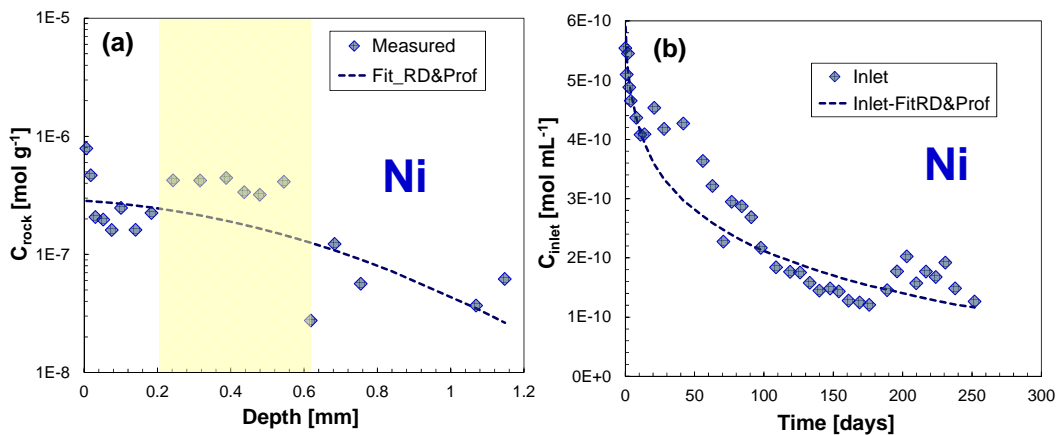 (a)
1E-5
1E-6
1E-7
1E-8
C_rock [mol g⁻¹]
Measured
Fit_RD&Prof
Ni
0
0.2
0.4
0.6
0.8
1
1.2
Depth [mm]
(b)
6E-10
5E-10
4E-10
3E-10
2E-10
1E-10
0E+0
C_inlet [mol mL⁻¹]
Inlet
Inlet-FitRD&Prof
Ni
0
50
100
150
200
250
300
Time [days]